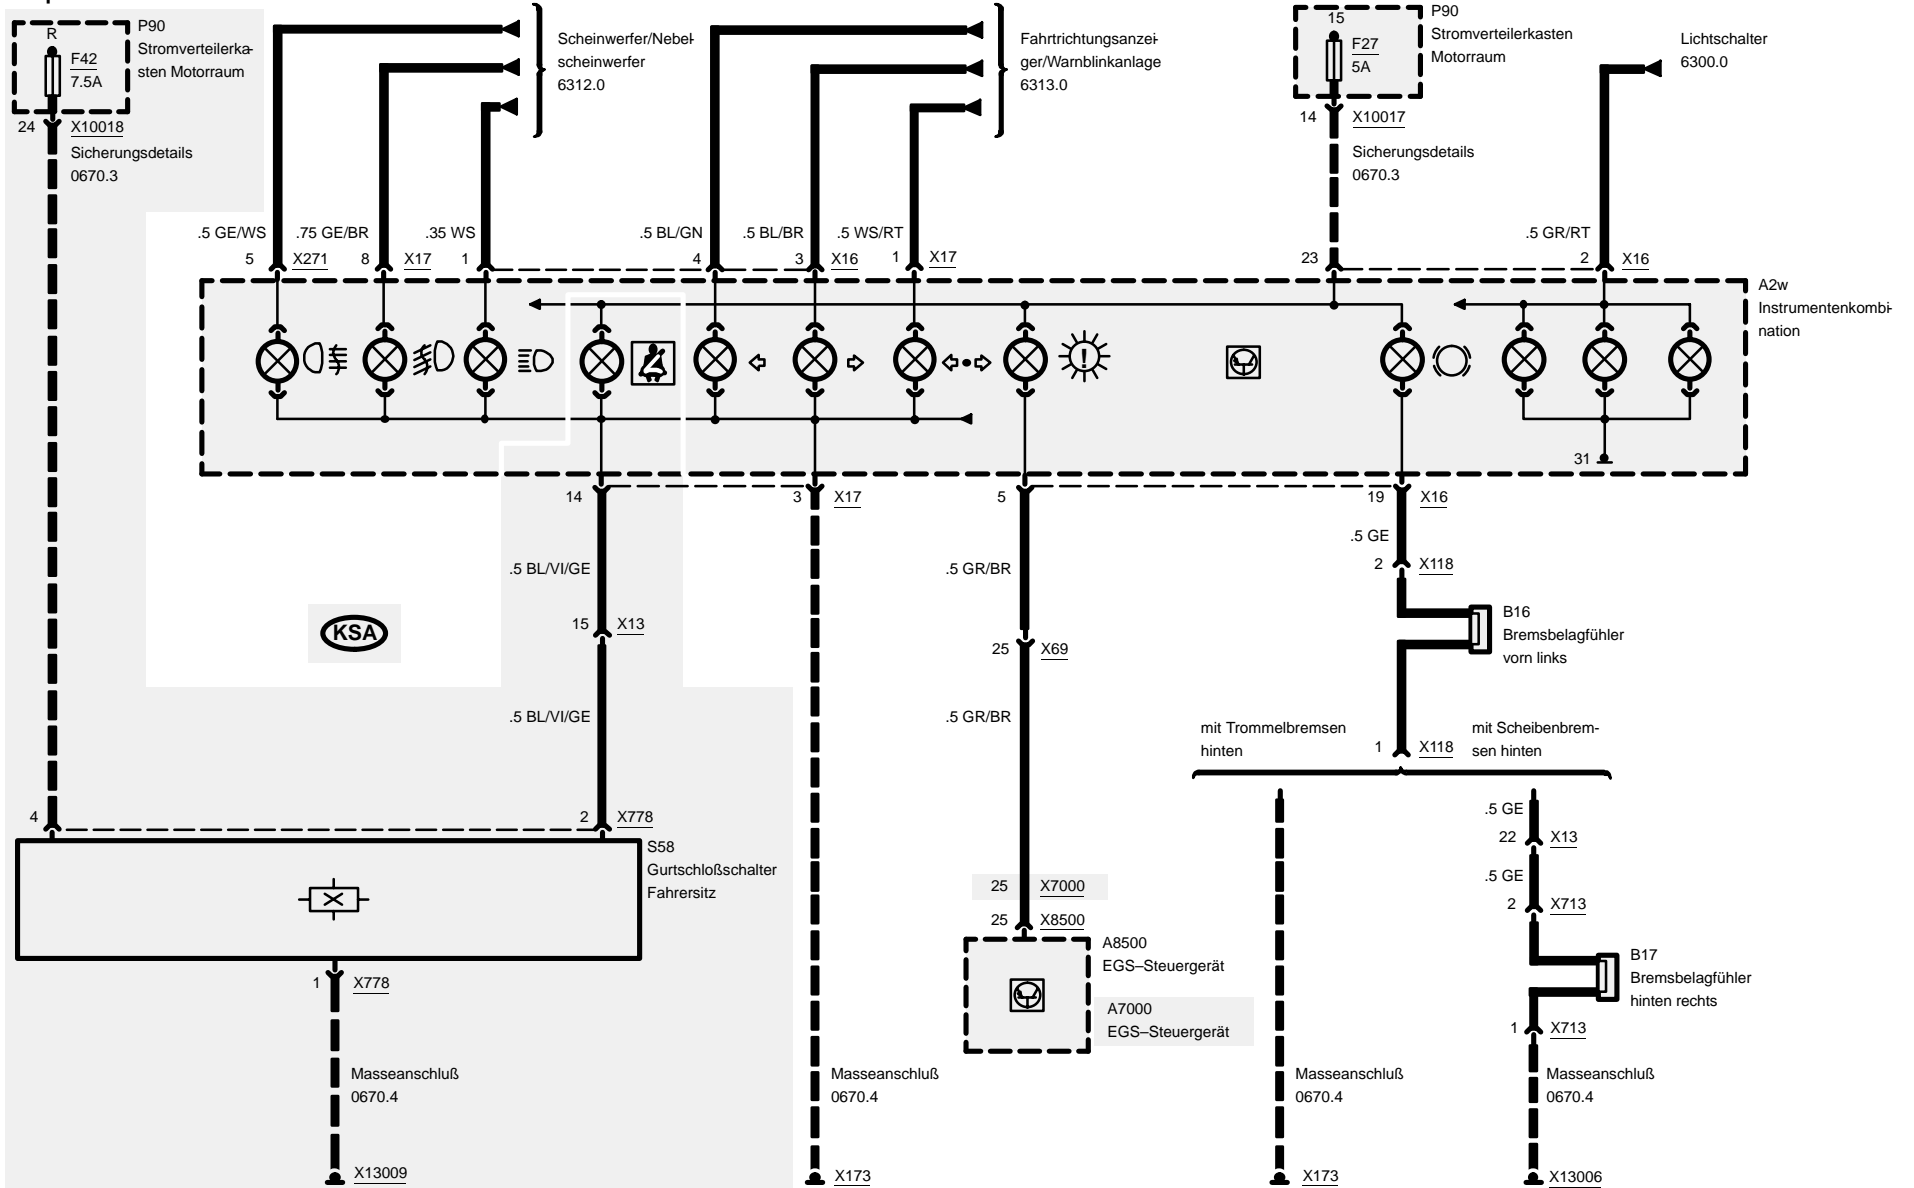 R
F42
7.5A
P90
Stromverteilerka-
sten Motorraum
24
X10018
Sicherungsdetails
0670.3
Scheinwerfer/Nebel-
scheinwerfer
6312.0
Fahrtrichtungsanzei-
ger/Warnblinkanlage
6313.0
15
F27
5A
P90
Stromverteilerkasten
Motorraum
14
X10017
Sicherungsdetails
0670.3
Lichtschalter
6300.0
.5 GE/WS
.75 GE/BR
.35 WS
.5 BL/GN
.5 BL/BR
.5 WS/RT
.5 GR/RT
5 X271 8 X17 1 4 3 X16 1 X17 23 2 X16
A2w
Instrumentenkombi-
nation
31
14 3 X17 5 19 X16
.5 BL/VI/GE
.5 GR/BR
.5 GE
2 X118
15 X13
25 X69
KSA
B16
Bremsbelagfühler
vorn links
.5 BL/VI/GE
.5 GR/BR
mit Trommelbremsen
hinten
1 X118
mit Scheibenbrem-
sen hinten
4
2 X778
S58
Gurtschloßschalter
Fahrersitz
.5 GE
22 X13
.5 GE
2 X713
25 X7000
25 X8500
A8500
EGS–Steuergerät
A7000
EGS–Steuergerät
B17
Bremsbelagfühler
hinten rechts
1 X713
1 X778
Masseanschluß
0670.4
Masseanschluß
0670.4
Masseanschluß
0670.4
Masseanschluß
0670.4
X13009
X173
X173
X13006